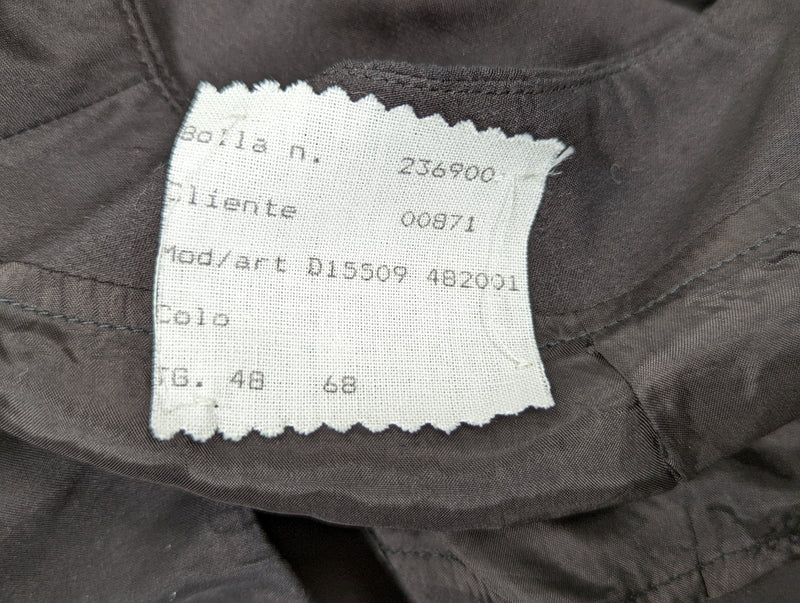 Bolla n. 236900
Cliente 00871
Mod/art D15509 482001
Colo
TG. 48 68